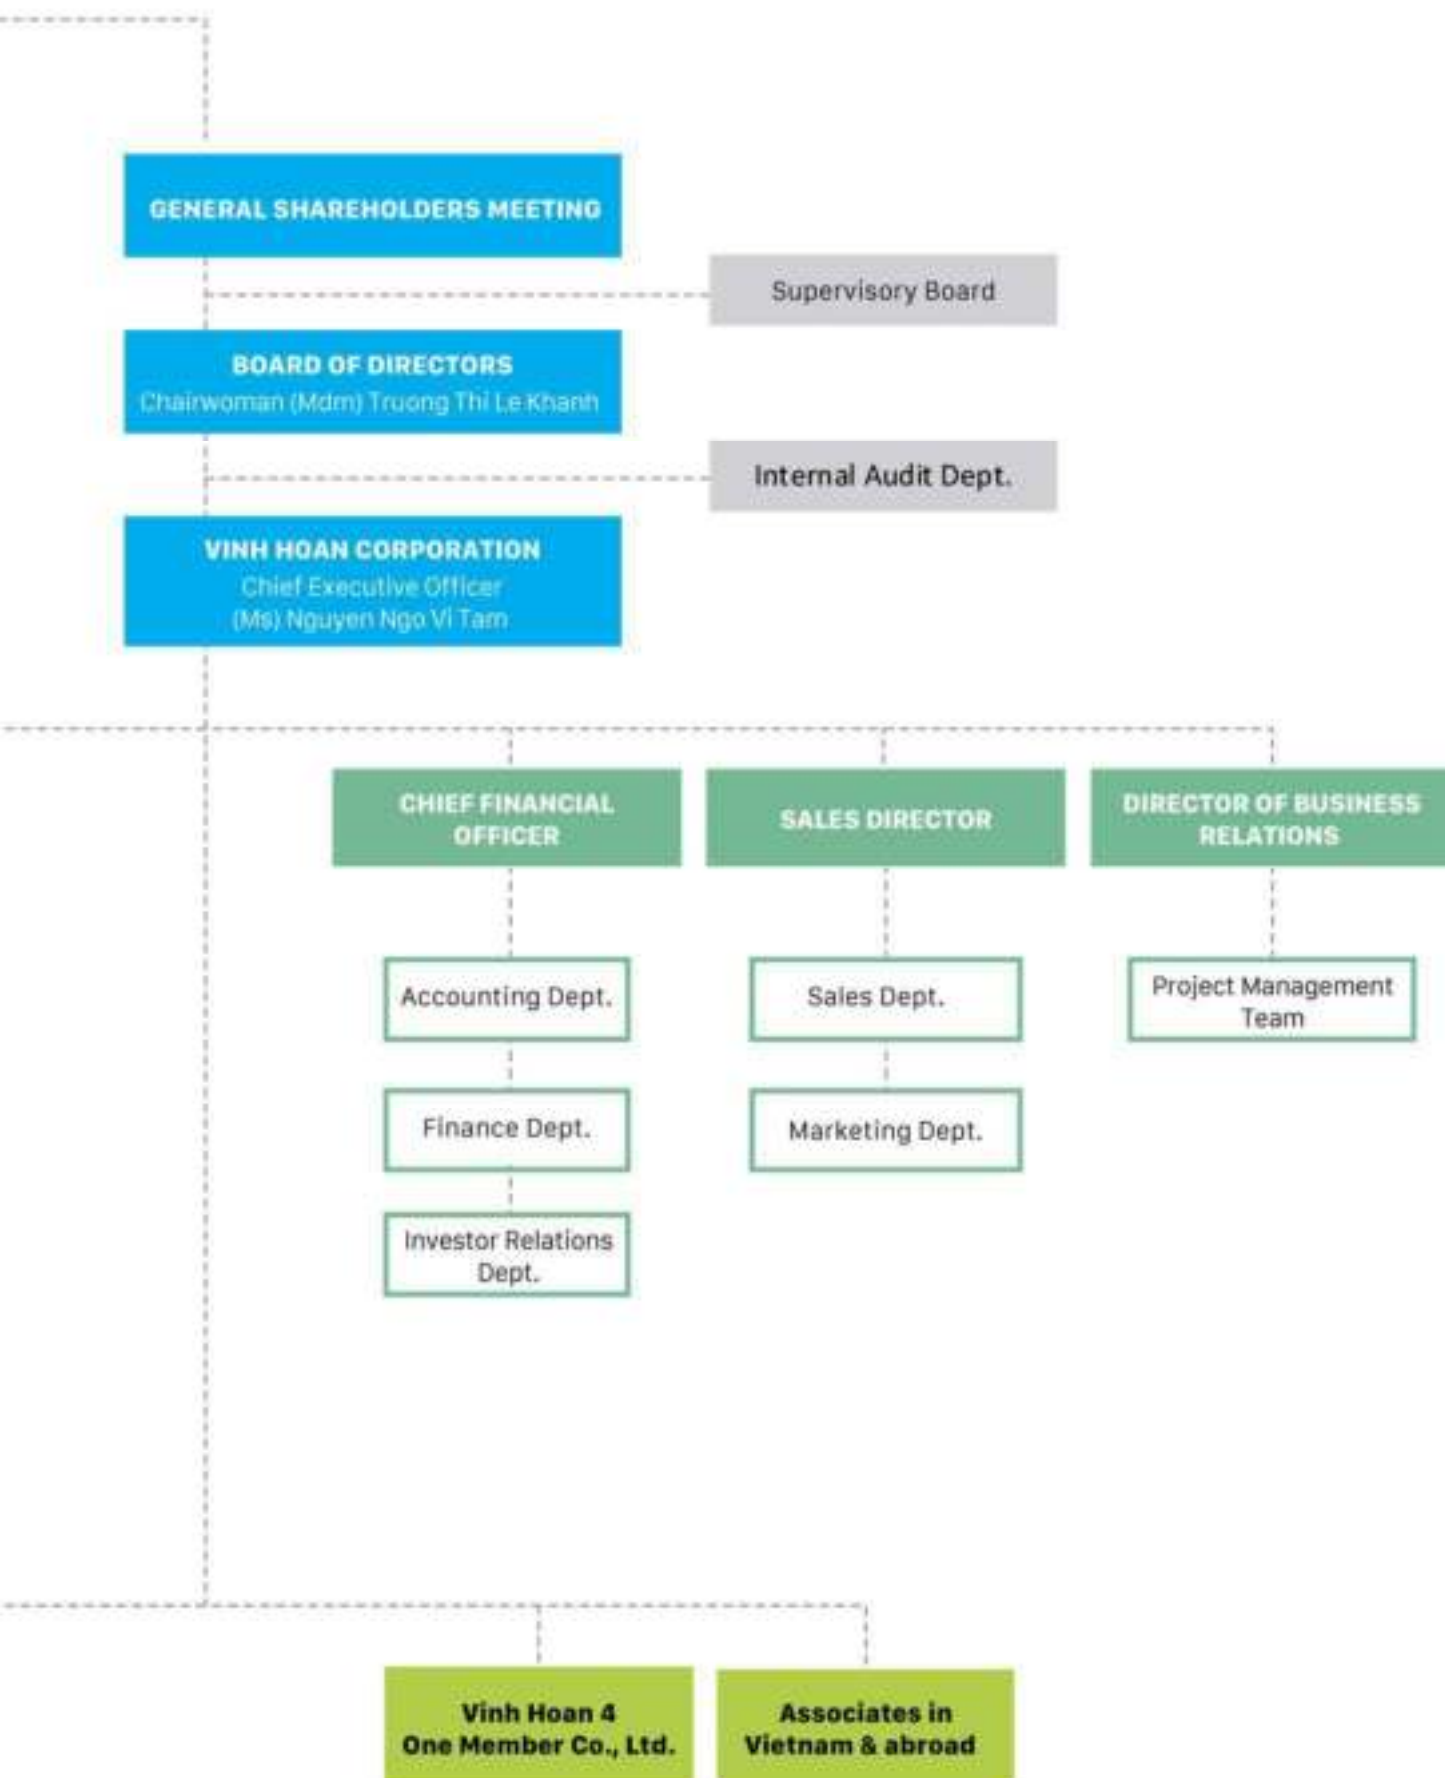 GENERAL SHAREHOLDERS MEETING
Supervisory Board
BOARD OF DIRECTORS
Chairwoman (Mdm) Truong Thi Le Khanh
Internal Audit Dept.
VINH HOAN CORPORATION
Chief Executive Officer
(Ms) Nguyen Ngo Vi Tam
CHIEF FINANCIAL
OFFICER
SALES DIRECTOR
DIRECTOR OF BUSINESS
RELATIONS
Accounting Dept.
Sales Dept.
Project Management
Team
Finance Dept.
Marketing Dept.
Investor Relations
Dept.
Vinh Hoan 4
One Member Co., Ltd.
Associates in
Vietnam & abroad